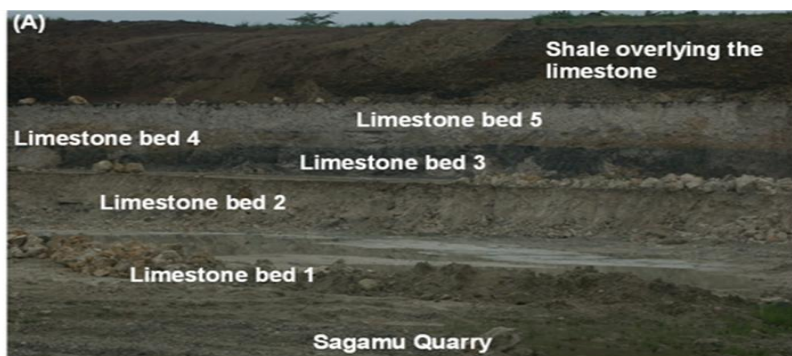 (A)
Shale overlying the
limestone
Limestone bed 5
Limestone bed 4
Limestone bed 3
Limestone bed 2
Limestone bed 1
Sagamu Quarry